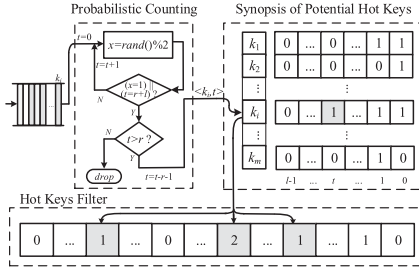 Probabilistic Counting
Synopsis of Potential Hot Keys
t=0
x=rand()%2
t=t+1
k_i
(x=1) ||
(t=r+l) ?
N
Y
<k_i,t>
t>r ?
N
Y
drop
t=t-r-1
k_1 0 ... 0 ... 1 1
k_2 0 ... 0 ... 0 1
⋮ ⋮
k_i 0 ... 1 ... 1 1
⋮ ⋮
k_m 0 ... 0 ... 1 0
l-1 ... t ... 1 0
Hot Keys Filter
0 ... 1 ... 0 ... 2 ... 1 ... 1 0